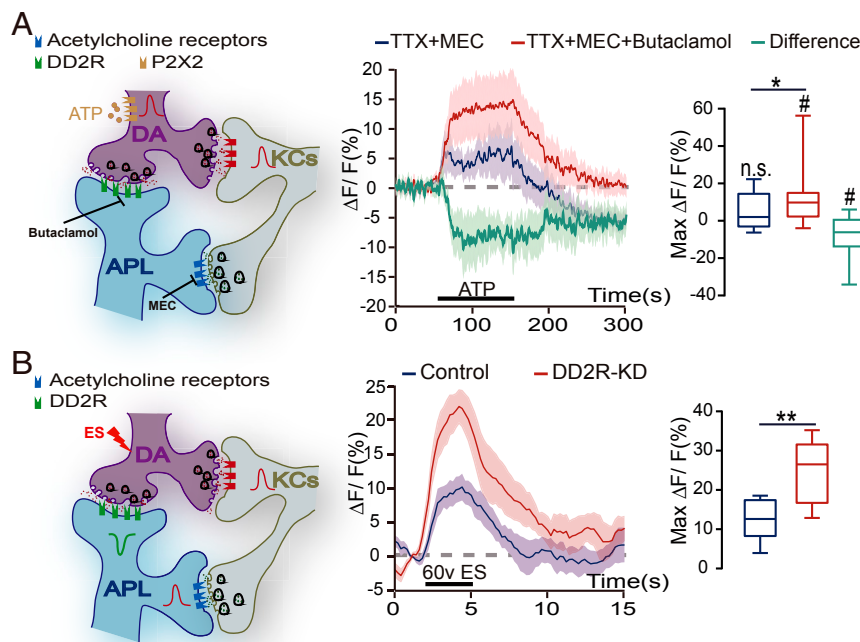 A
Acetylcholine receptors
DD2R P2X2
ATP
DA
KCs
Butaclamol
APL
MEC
TTX+MEC TTX+MEC+Butaclamol Difference
ΔF/ F(%)
20
15
10
5
0
-5
-10
-15
-20
ATP
Time(s)
0 100 200 300
Max ΔF/ F(%)
60
40
20
0
-20
-40
*
n.s.
#
#
B
Acetylcholine receptors
DD2R
ES
DA
KCs
APL
Control DD2R-KD
ΔF/ F(%)
25
20
15
10
5
0
-5
60v ES
Time(s)
0 5 10 15
Max ΔF/ F(%)
40
30
20
10
0
**